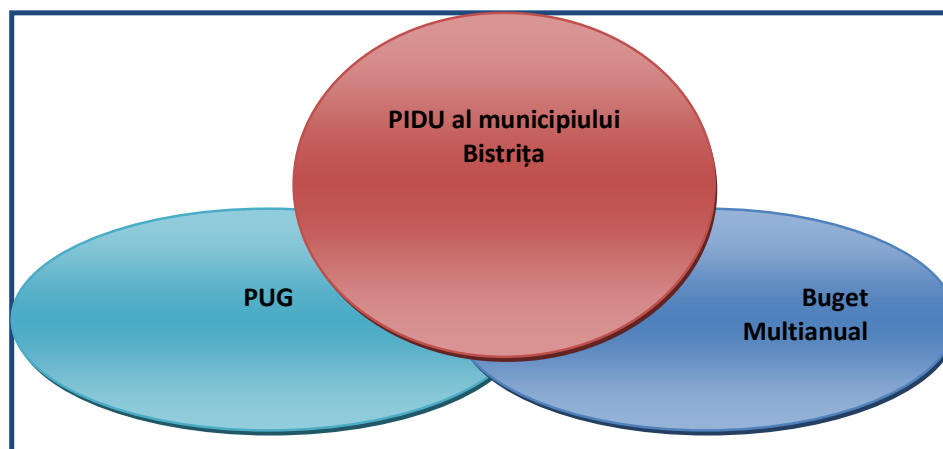 PIDU al municipiului
Bistrița
PUG
Buget
Multianual